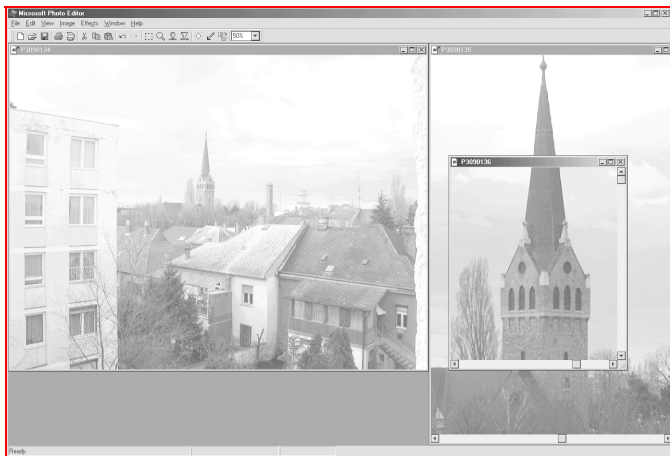 Microsoft Photo Editor
File Edit View Image Effects Window Help
50%
P3090134
P3090135
P3090136
Ready